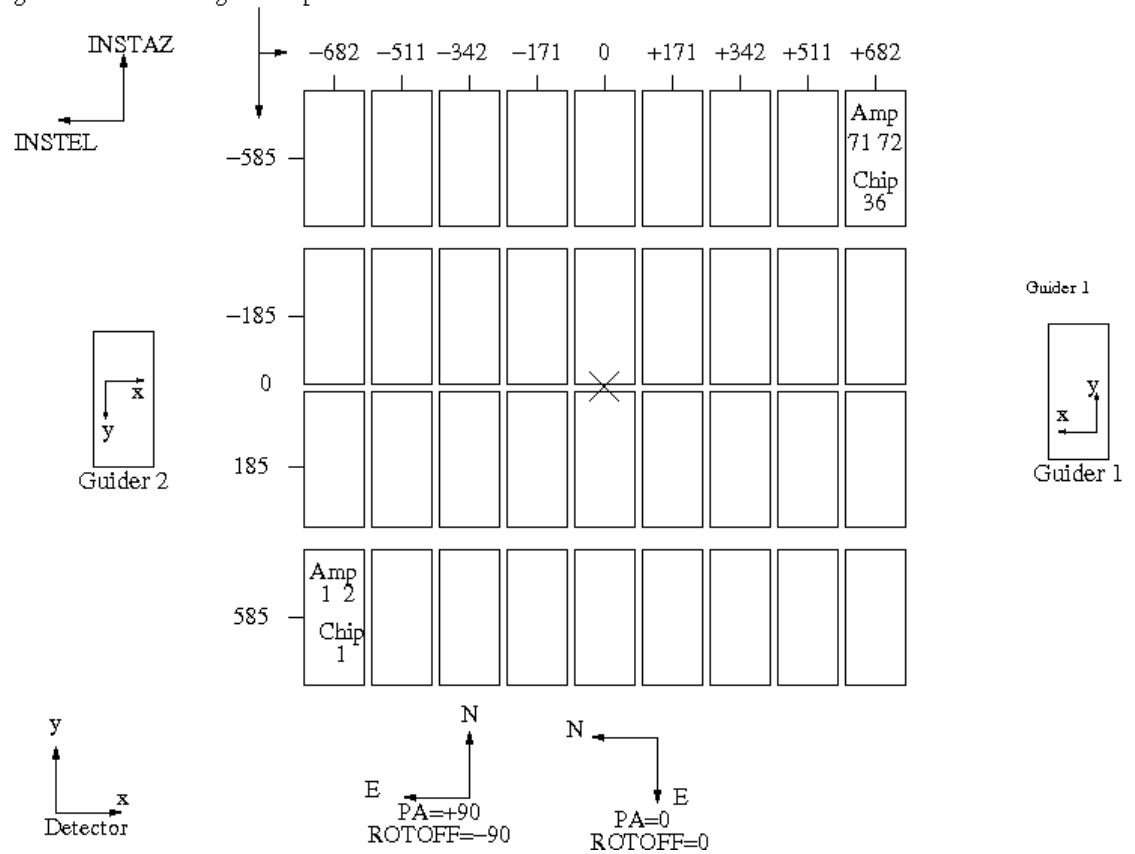 INSTAZ
INSTEL
−682 −511 −342 −171 0 +171 +342 +511 +682
−585
−185
0
185
585
Amp
71 72
Chip
36
Guider 1
x
y
Guider 2
y
x
Guider 1
Amp
1 2
Chip
1
y
x
Detector
N
E
PA=+90
ROTOFF=−90
N
E
PA=0
ROTOFF=0